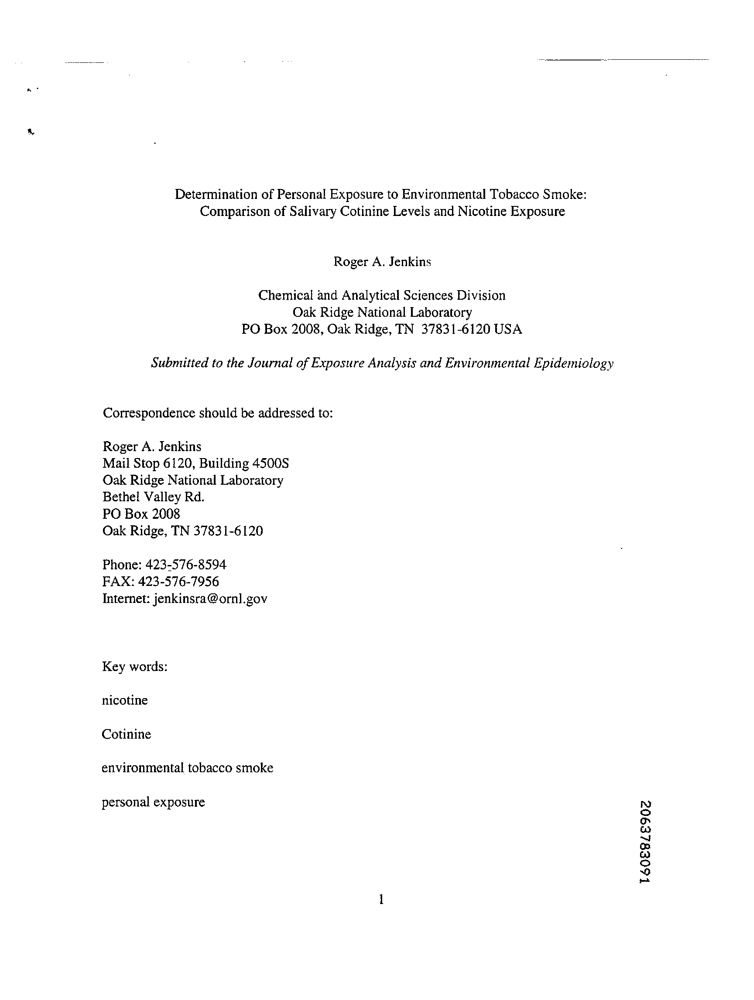 Determination of Personal Exposure to Environmental Tobacco Smoke:
Comparison of Salivary Cotinine Levels and Nicotine Exposure
Roger A. Jenkins
Chemical and Analytical Sciences Division
Oak Ridge National Laboratory
PO Box 2008, Oak Ridge, TN 37831-6120 USA
Submitted to the Journal of Exposure Analysis and Environmental Epidemiology
Correspondence should be addressed to:
Roger A. Jenkins
Mail Stop 6120, Building 4500S
Oak Ridge National Laboratory
Bethel Valley Rd.
PO Box 2008
Oak Ridge, TN 37831-6120
Phone: 423-576-8594
FAX: 423-576-7956
Internet: jenkinsra@ornl.gov
Key words:
nicotine
Cotinine
environmental tobacco smoke
personal exposure
2063783091
1